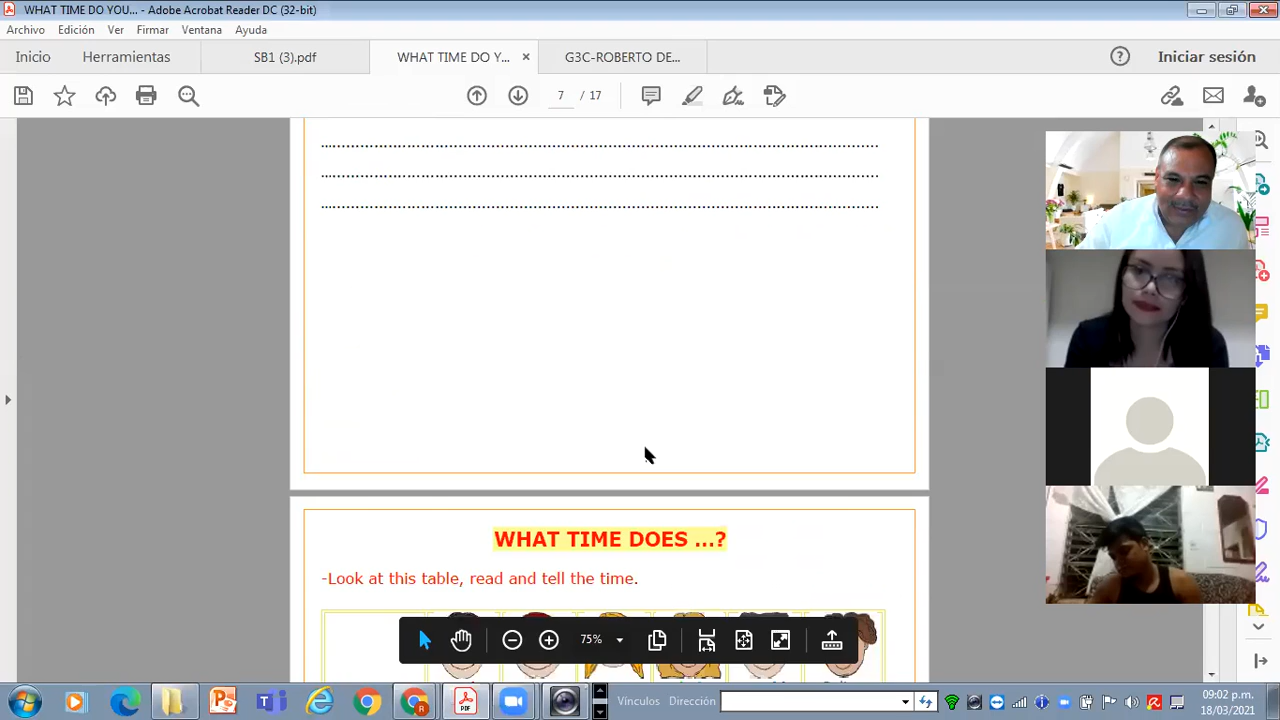 WHAT TIME DO YOU... - Adobe Acrobat Reader DC (32-bit)
Archivo Edición Ver Firmar Ventana Ayuda
Inicio Herramientas SB1 (3).pdf WHAT TIME DO Y... × G3C-ROBERTO DE... Iniciar sesión
7 / 17
WHAT TIME DOES ...?
-Look at this table, read and tell the time.
75%
Vínculos Dirección
09:02 p.m.
18/03/2021